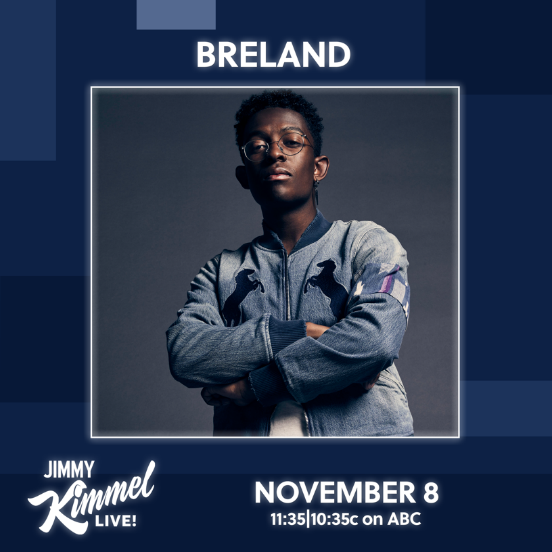 BRELAND
JIMMY
Kimmel
LIVE!
NOVEMBER 8
11:35|10:35c on ABC